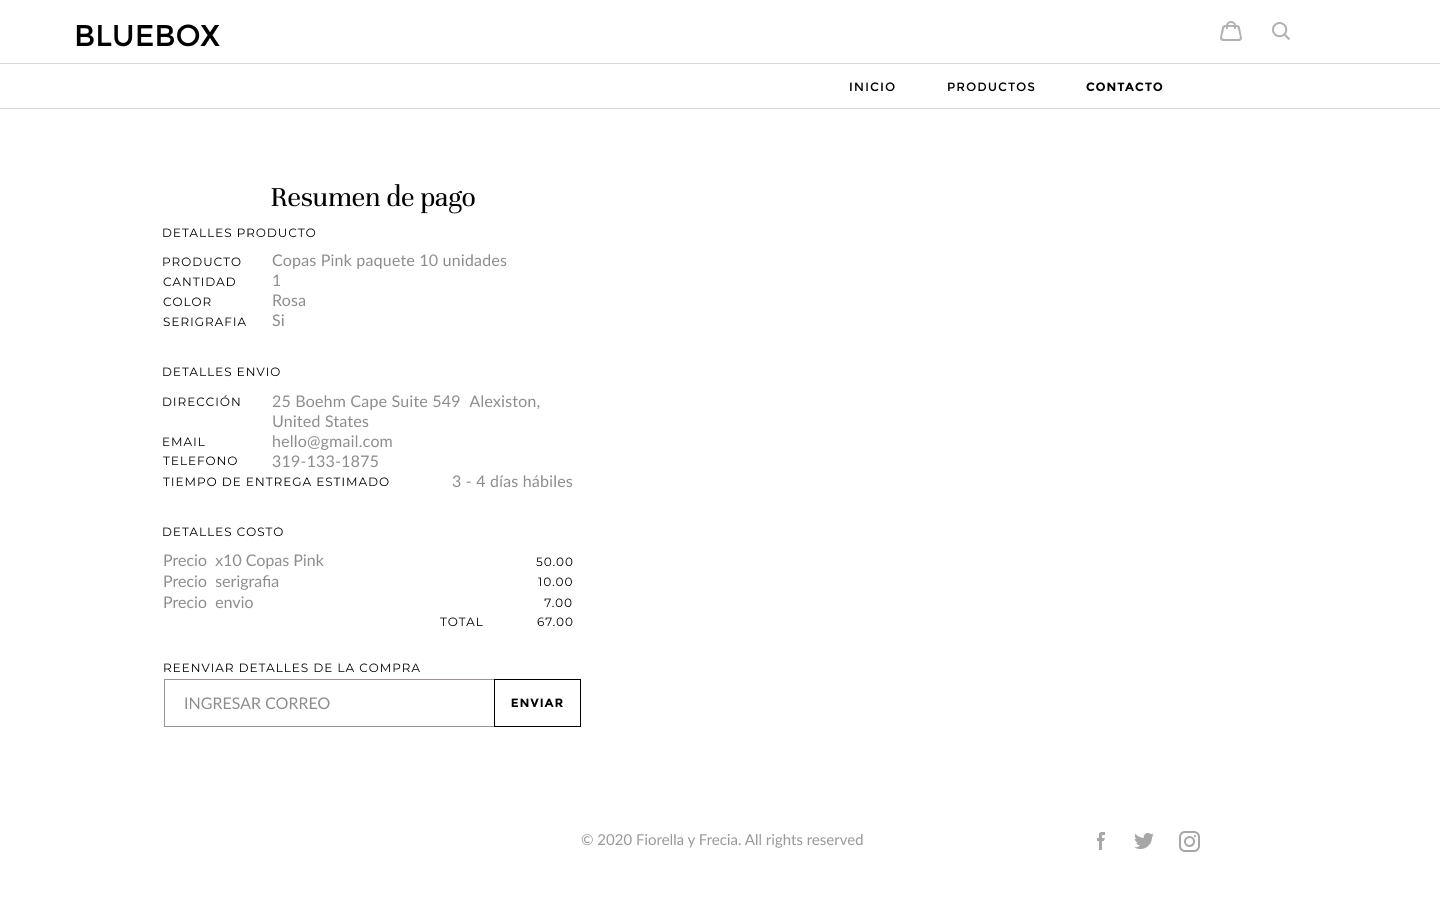 BLUEBOX
INICIO PRODUCTOS CONTACTO
Resumen de pago
DETALLES PRODUCTO
PRODUCTO Copas Pink paquete 10 unidades
CANTIDAD 1
COLOR Rosa
SERIGRAFIA Si
DETALLES ENVIO
DIRECCIÓN 25 Boehm Cape Suite 549 Alexiston,
United States
EMAIL hello@gmail.com
TELEFONO 319-133-1875
TIEMPO DE ENTREGA ESTIMADO 3 - 4 días hábiles
DETALLES COSTO
Precio x10 Copas Pink 50.00
Precio serigrafia 10.00
Precio envio 7.00
TOTAL 67.00
REENVIAR DETALLES DE LA COMPRA
INGRESAR CORREO ENVIAR
© 2020 Fiorella y Frecia. All rights reserved